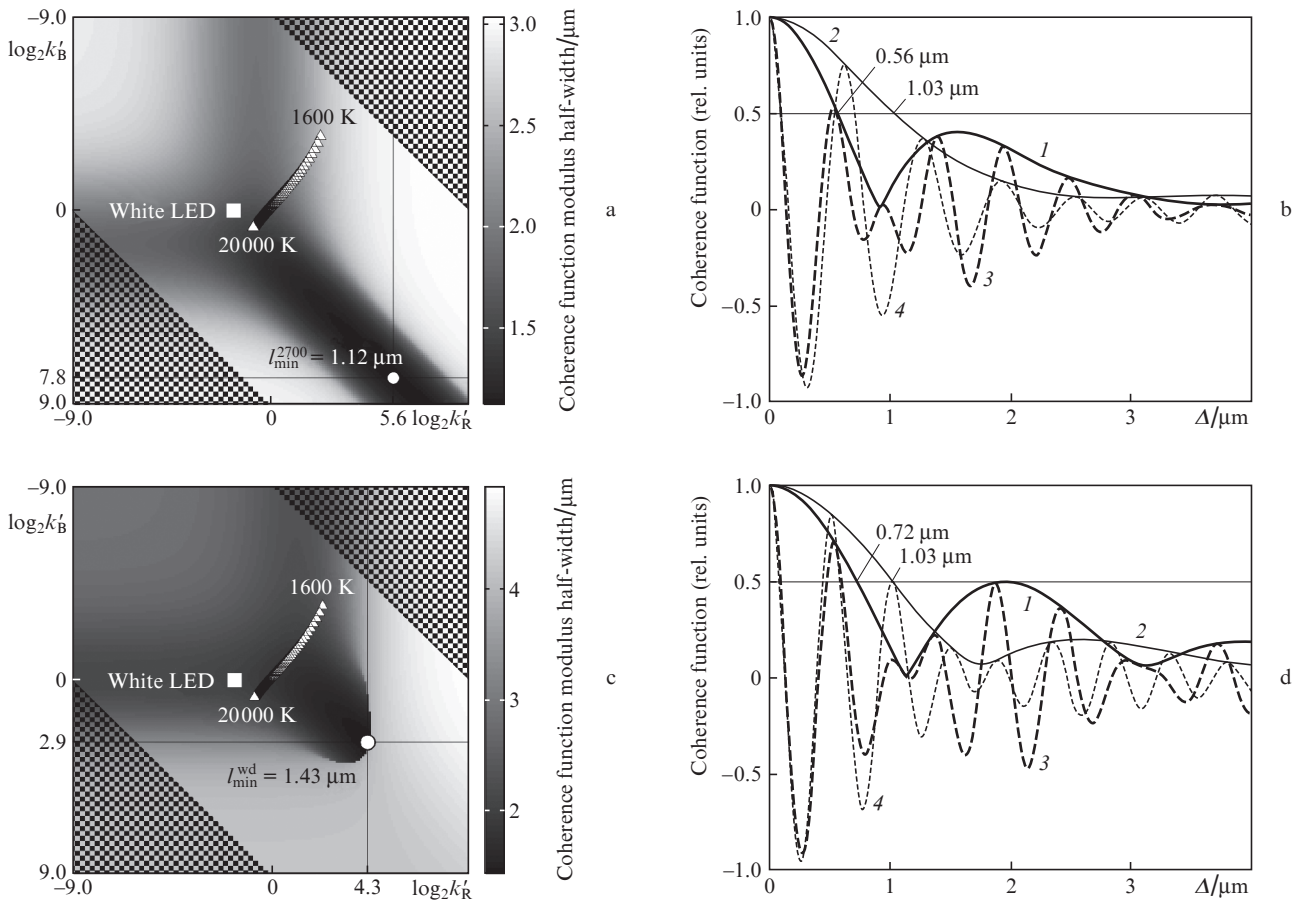 −9.0
log₂k′B
0
7.8
9.0
−9.0
0
5.6 log₂k′R
1600 K
White LED
20000 K
l²⁷⁰⁰min = 1.12 μm
3.0
2.5
2.0
1.5
Coherence function modulus half-width/μm
a
Coherence function (rel. units)
1.0
0.5
0
−0.5
−1.0
0
1
2
3
Δ/μm
2
0.56 μm
1.03 μm
1
3
4
b
−9.0
log₂k′B
0
2.9
9.0
−9.0
0
4.3
log₂k′R
1600 K
White LED
20000 K
lʷᵈmin = 1.43 μm
4
3
2
Coherence function modulus half-width/μm
c
Coherence function (rel. units)
1.0
0.5
0
−0.5
−1.0
0
1
2
3
Δ/μm
0.72 μm
1.03 μm
1
2
3
4
d